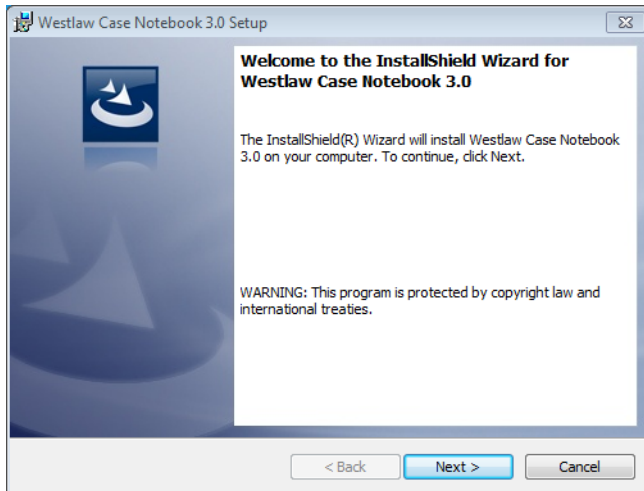 Westlaw Case Notebook 3.0 Setup
Welcome to the InstallShield Wizard for
Westlaw Case Notebook 3.0
The InstallShield(R) Wizard will install Westlaw Case Notebook
3.0 on your computer. To continue, click Next.
WARNING: This program is protected by copyright law and
international treaties.
< Back Next > Cancel